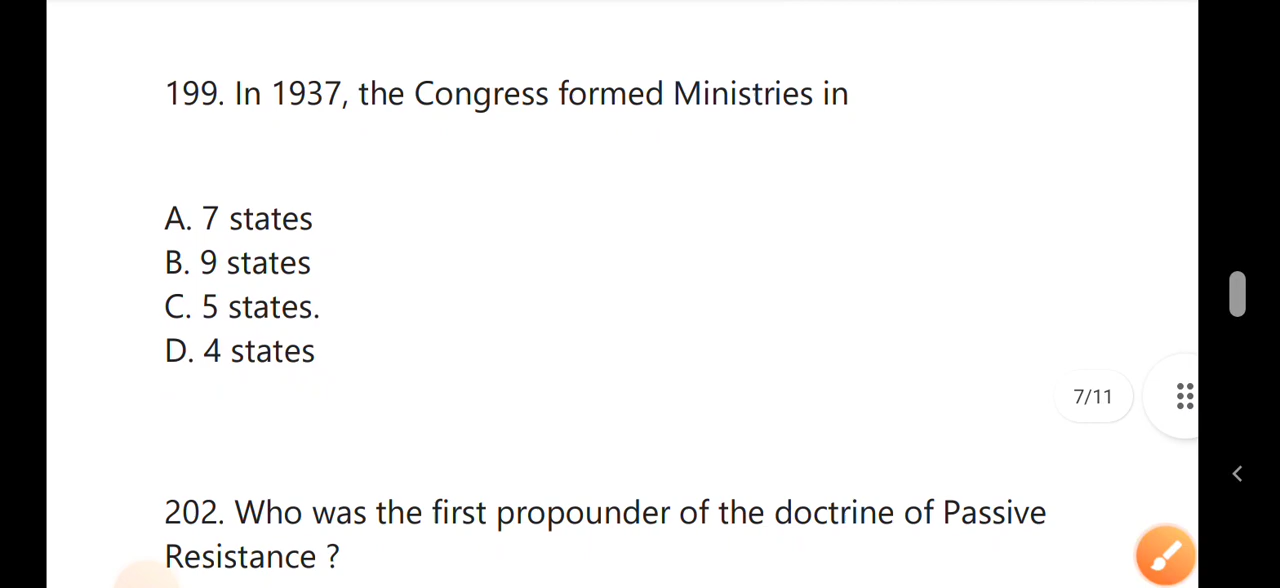 199. In 1937, the Congress formed Ministries in
A. 7 states
B. 9 states
C. 5 states.
D. 4 states
7/11
202. Who was the first propounder of the doctrine of Passive
Resistance ?